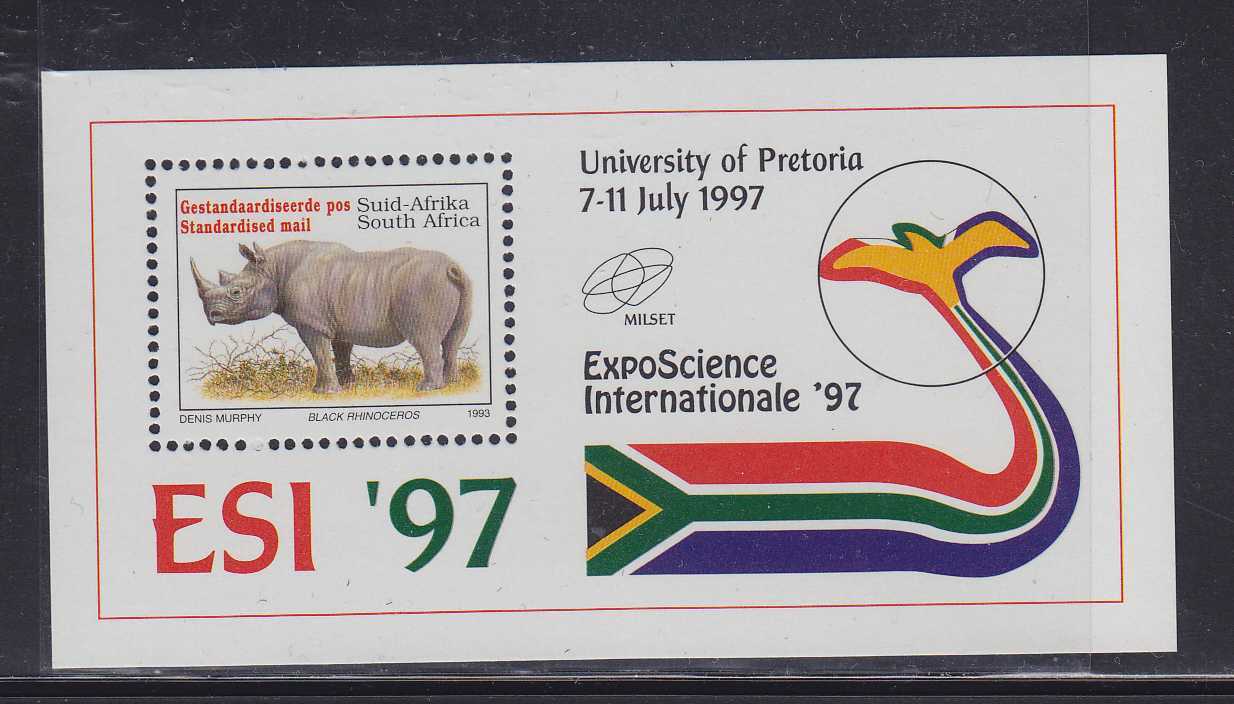 Gestandaardiseerde pos
Standardised mail
Suid-Afrika
South Africa
DENIS MURPHY BLACK RHINOCEROS 1993
ESI '97
University of Pretoria
7-11 July 1997
MILSET
ExpoScience
Internationale '97